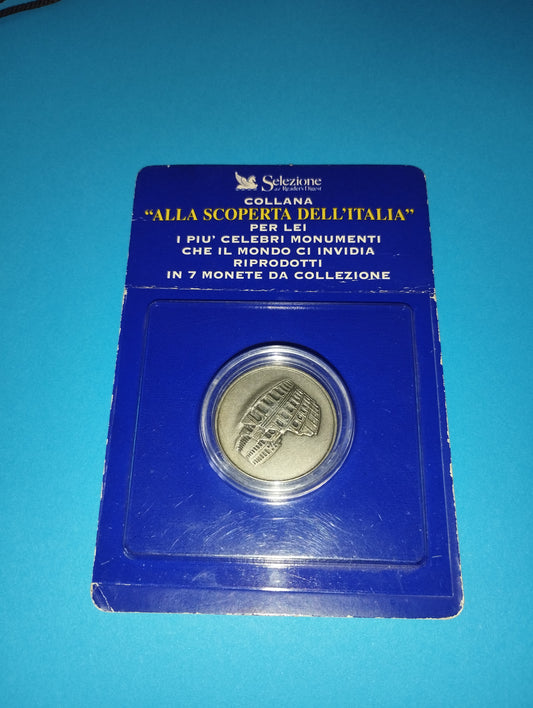 Selezione
dal Reader's Digest
COLLANA
"ALLA SCOPERTA DELL'ITALIA"
PER LEI
I PIU' CELEBRI MONUMENTI
CHE IL MONDO CI INVIDIA
RIPRODOTTI
IN 7 MONETE DA COLLEZIONE